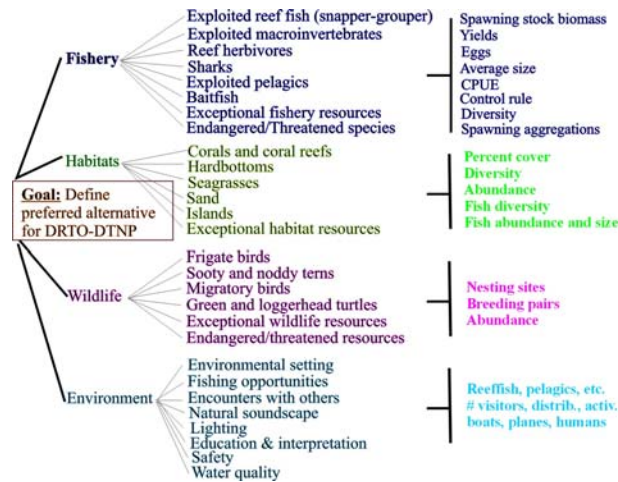 Fishery
Exploited reef fish (snapper-grouper)
Exploited macroinvertebrates
Reef herbivores
Sharks
Exploited pelagics
Baitfish
Exceptional fishery resources
Endangered/Threatened species
Spawning stock biomass
Yields
Eggs
Average size
CPUE
Control rule
Diversity
Spawning aggregations
Habitats
Corals and coral reefs
Hardbottoms
Seagrasses
Sand
Islands
Exceptional habitat resources
Percent cover
Diversity
Abundance
Fish diversity
Fish abundance and size
Goal: Define
preferred alternative
for DRTO-DTNP
Wildlife
Frigate birds
Sooty and noddy terns
Migratory birds
Green and loggerhead turtles
Exceptional wildlife resources
Endangered/threatened resources
Nesting sites
Breeding pairs
Abundance
Environment
Environmental setting
Fishing opportunities
Encounters with others
Natural soundscape
Lighting
Education & interpretation
Safety
Water quality
Reeffish, pelagics, etc.
# visitors, distrib., activ.
boats, planes, humans